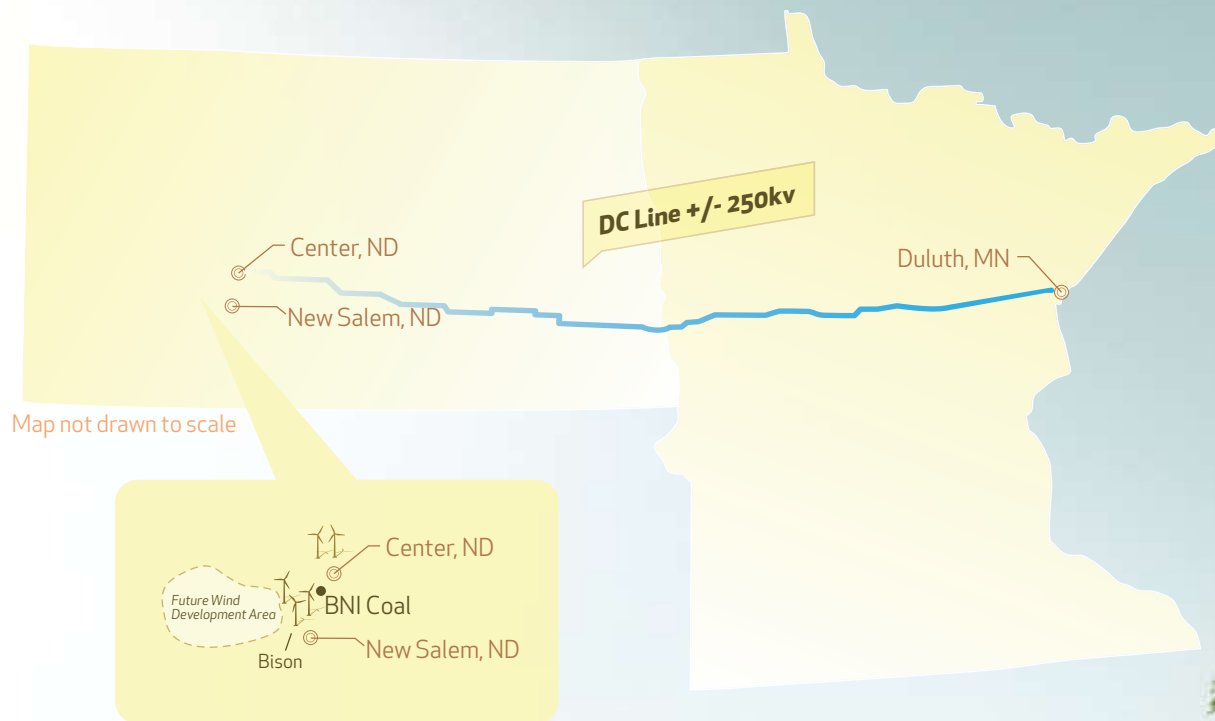 DC Line +/- 250kv
Center, ND
Duluth, MN
New Salem, ND
Map not drawn to scale
Center, ND
Future Wind
Development Area
BNI Coal
New Salem, ND
Bison